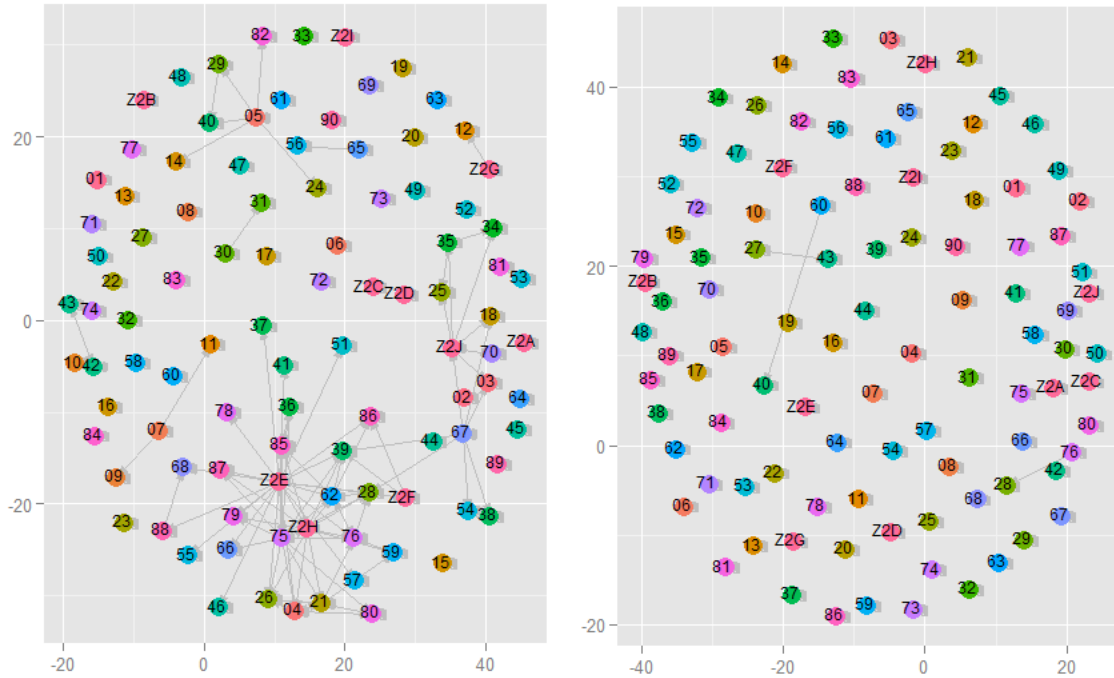 82 33 Z2I
29
48 19
69
Z2B 61 63
40 05 90
12
20
77 56 65
14 47 Z2G
01
24 49
13 73
31
08 52
71 34
27 35
06
50 30 17 81
53
22 83 72 Z2C
Z2D 25
43 74
32 37 18
11 51 Z2J Z2A
70
10 42 58 41
60 03
02 64
16 36
78 86
07 67 45
84 85 39 44
68 87 89
09 Z2E
62 28 Z2F
79 54 38
23 88 Z2H
75 76
66 59
55 15
57
26 21
46 04 80
20
0
-20
-20 0 20 40
33 03
14 Z2H 21
83
34 26 45
82 65
56 12 46
55 61
47 23
Z2F 49
52 88 Z2I
01
72 60 18 02
10
15 24 87
27 39 90 77
79 35 43
51
Z2B 70 Z2J
36 09 41
69
44
19
48 16 58
05 30 50
89 04
17
85 40 31 Z2C
07 75 Z2A
38 Z2E
84 80
57
62 64 54 66 76
08 28 42
22
71 53
06 11 68
78 67
25
Z2G Z2D 29
13 20
81 74 63
37 32
59 73
86
40
20
0
-20
-40 -20 0 20